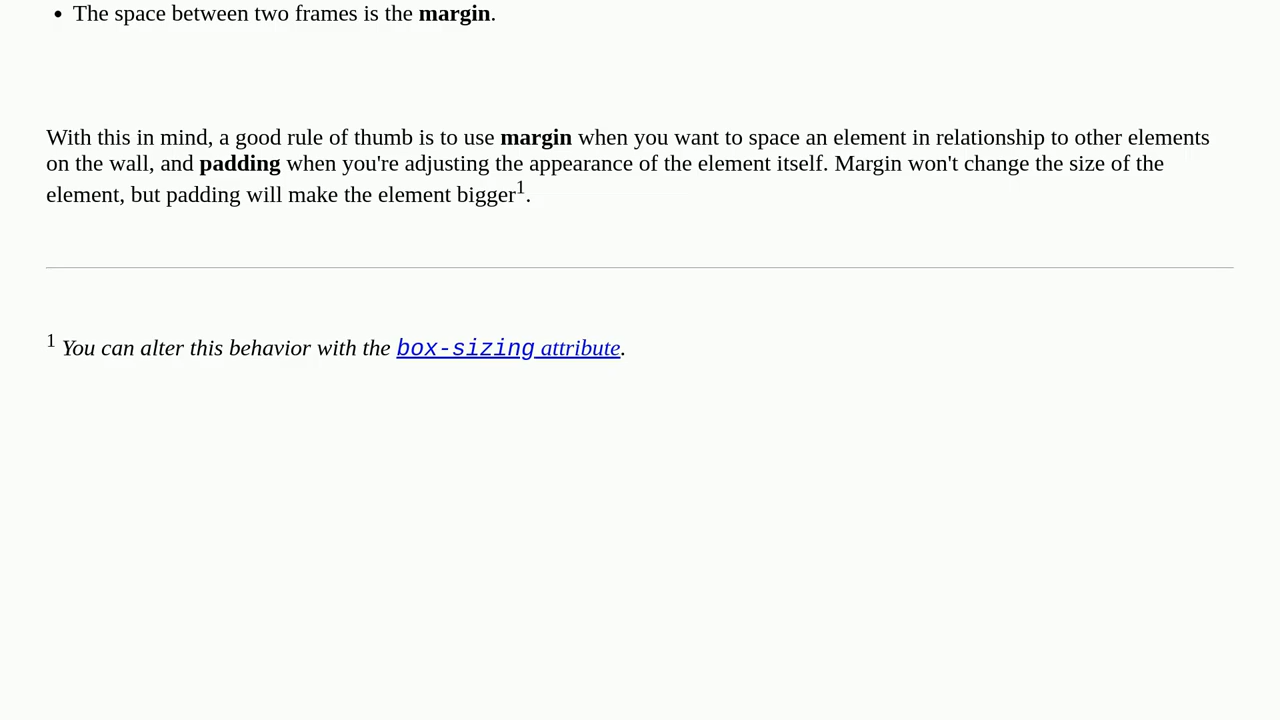 • The space between two frames is the margin.
With this in mind, a good rule of thumb is to use margin when you want to space an element in relationship to other elements
on the wall, and padding when you're adjusting the appearance of the element itself. Margin won't change the size of the
element, but padding will make the element bigger¹.
¹ You can alter this behavior with the box-sizing attribute.